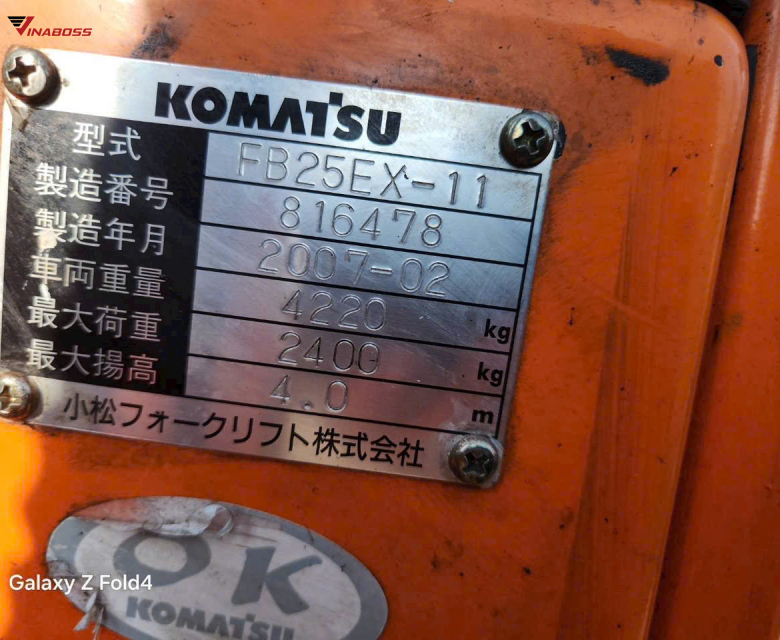 VINABOSS
KOMATSU
型式 FB25EX-11
製造番号 816478
製造年月 2007-02
車両重量 4220 kg
最大荷重 2400 kg
最大揚高 4.0 m
小松フォークリフト株式会社
OK
KOMATSU
Galaxy Z Fold4